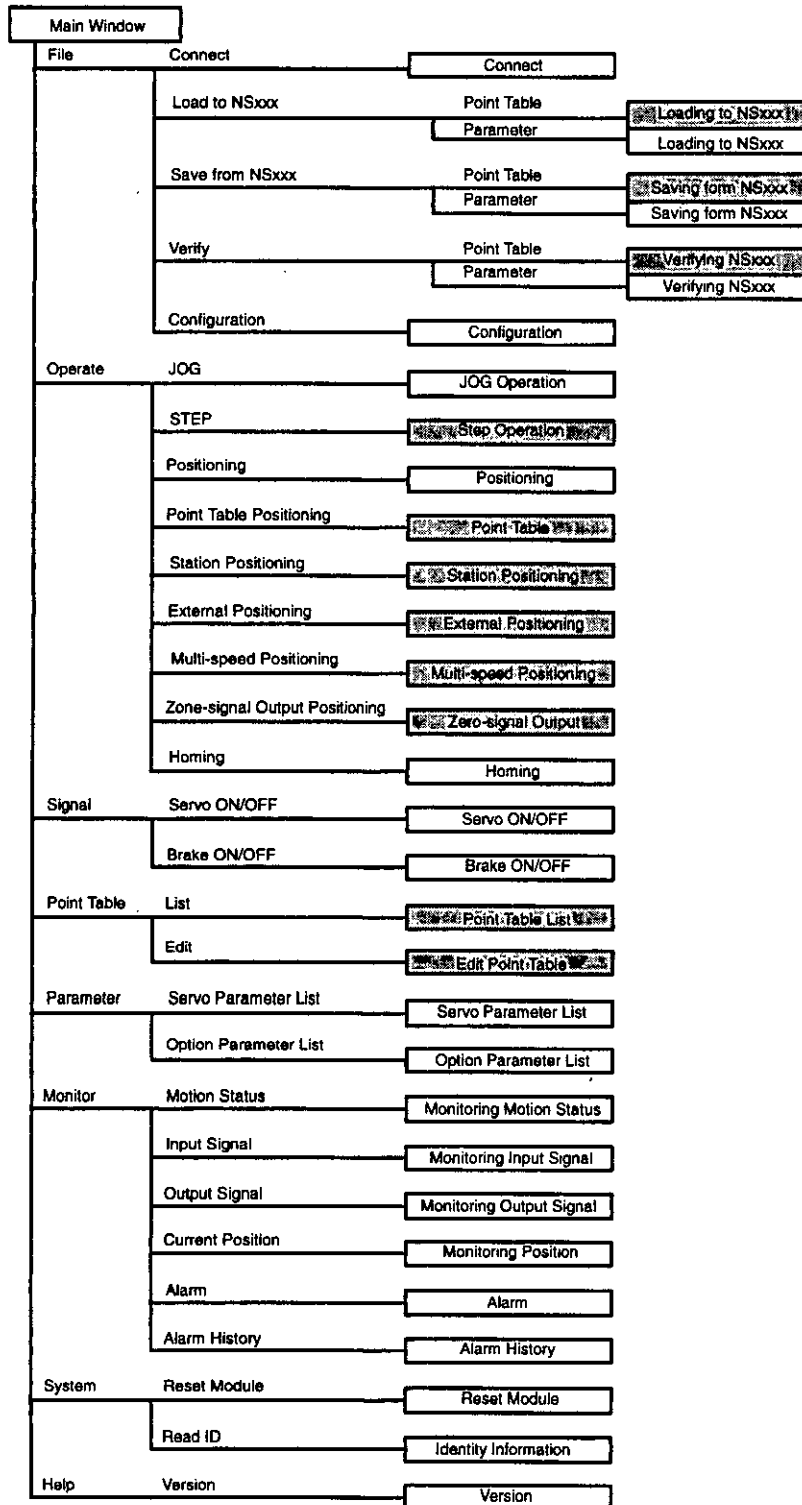 Main Window
File Connect Connect
Load to NSxxx Point Table Loading to NSxxx
Parameter Loading to NSxxx
Save from NSxxx Point Table Saving form NSxxx
Parameter Saving form NSxxx
Verify Point Table Verifying NSxxx
Parameter Verifying NSxxx
Configuration Configuration
Operate JOG JOG Operation
STEP Step Operation
Positioning Positioning
Point Table Positioning Point Table
Station Positioning Station Positioning
External Positioning External Positioning
Multi-speed Positioning Multi-speed Positioning
Zone-signal Output Positioning Zero-signal Output
Homing Homing
Signal Servo ON/OFF Servo ON/OFF
Brake ON/OFF Brake ON/OFF
Point Table List Point Table List
Edit Edit Point Table
Parameter Servo Parameter List Servo Parameter List
Option Parameter List Option Parameter List
Monitor Motion Status Monitoring Motion Status
Input Signal Monitoring Input Signal
Output Signal Monitoring Output Signal
Current Position Monitoring Position
Alarm Alarm
Alarm History Alarm History
System Reset Module Reset Module
Read ID Identity Information
Help Version Version